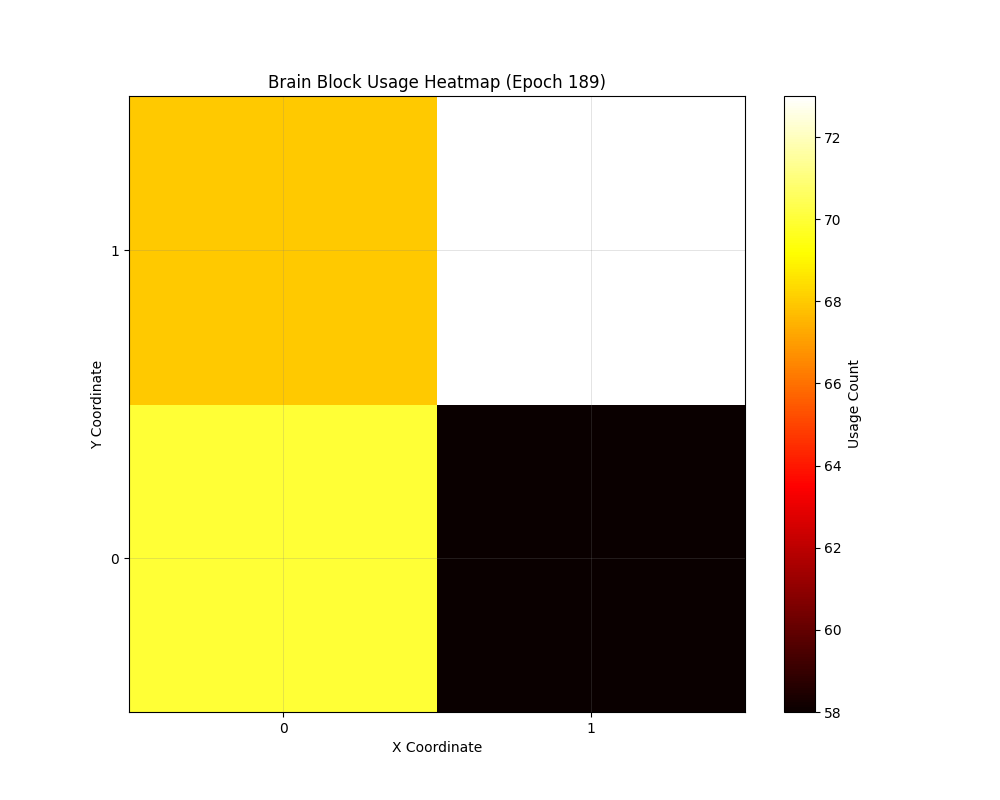 Brain Block Usage Heatmap (Epoch 189)
72
70
68
66
64
62
60
58
Usage Count
1
0
Y Coordinate
0 1
X Coordinate